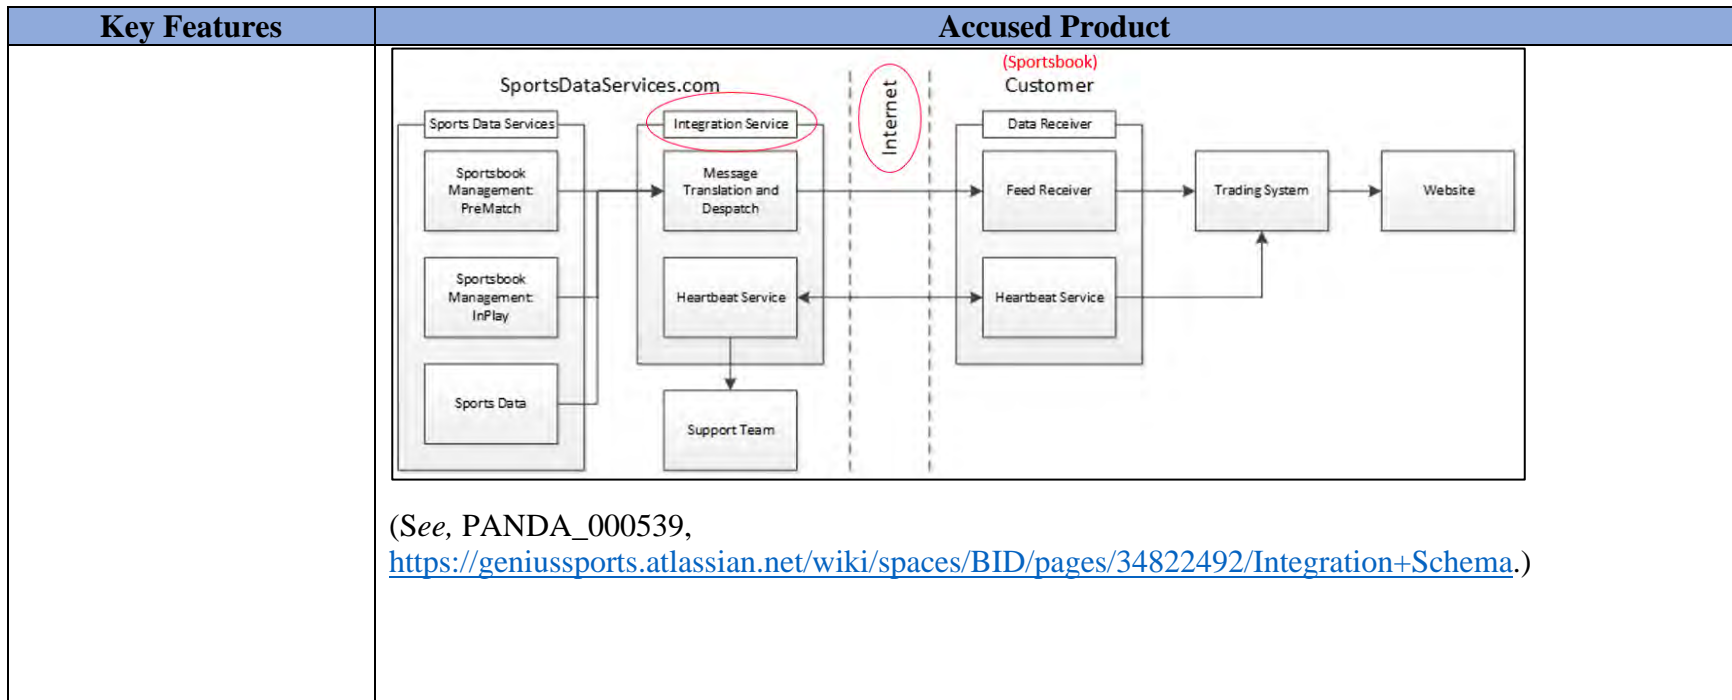 Key Features
Accused Product
SportsDataServices.com
Internet
(Sportsbook)
Customer
Sports Data Services
Integration Service
Data Receiver
Sportsbook
Management:
PreMatch
Message
Translation and
Despatch
Feed Receiver
Trading System
Website
Sportsbook
Management:
InPlay
Heartbeat Service
Heartbeat Service
Sports Data
Support Team
(See, PANDA_000539,
https://geniussports.atlassian.net/wiki/spaces/BID/pages/34822492/Integration+Schema.)